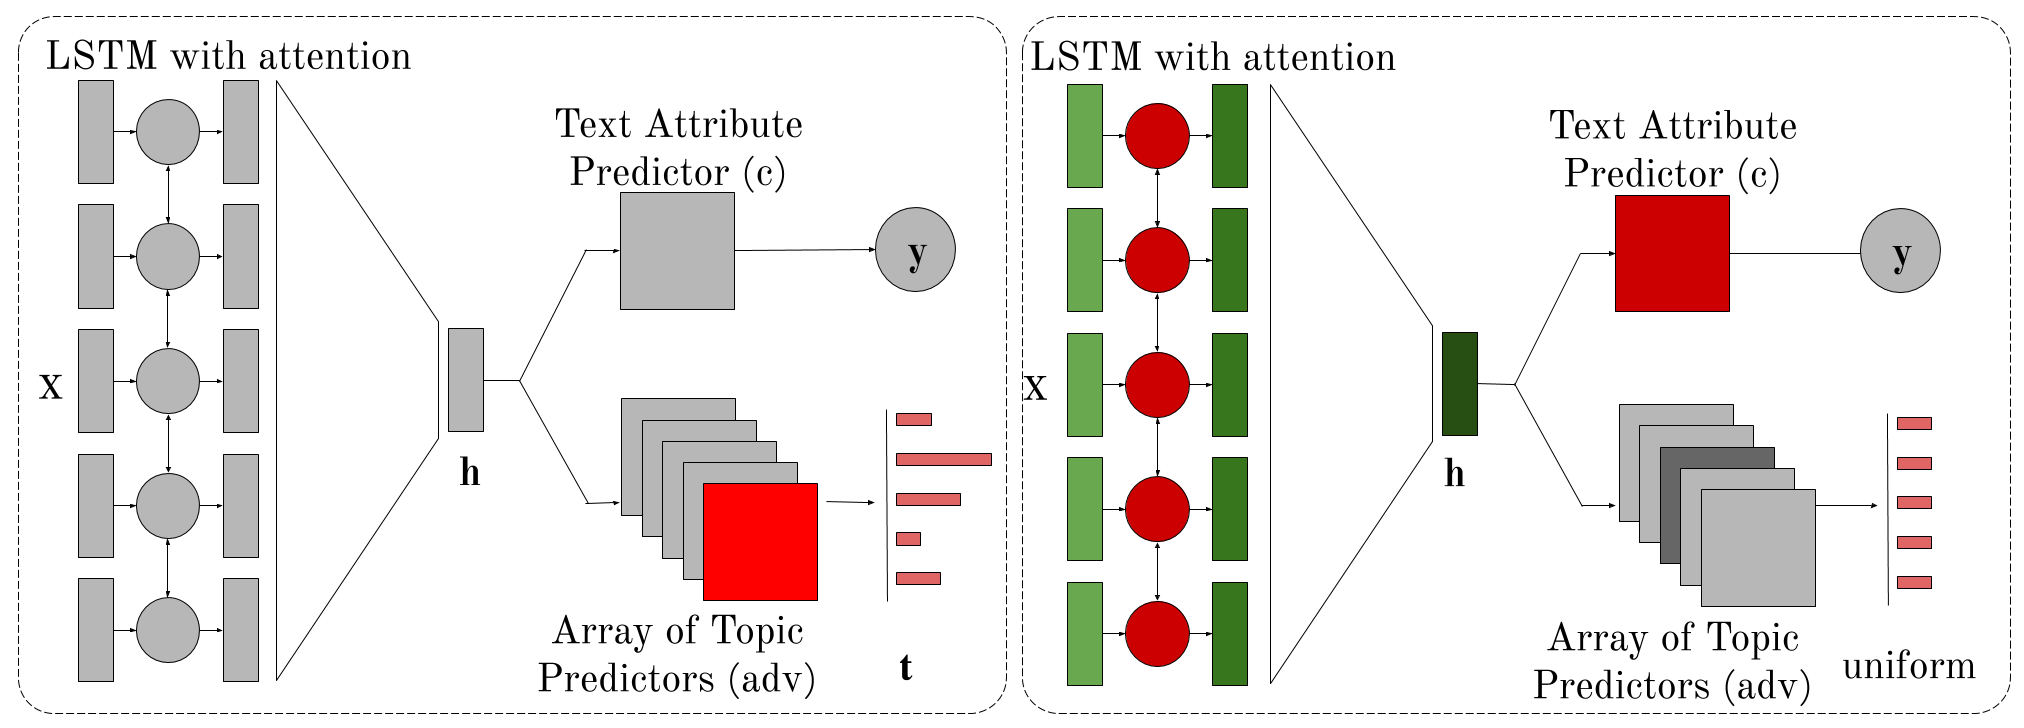 LSTM with attention
Text Attribute
Predictor (c)
y
x
h
Array of Topic
Predictors (adv)
t
LSTM with attention
Text Attribute
Predictor (c)
y
x
h
Array of Topic
Predictors (adv)
uniform